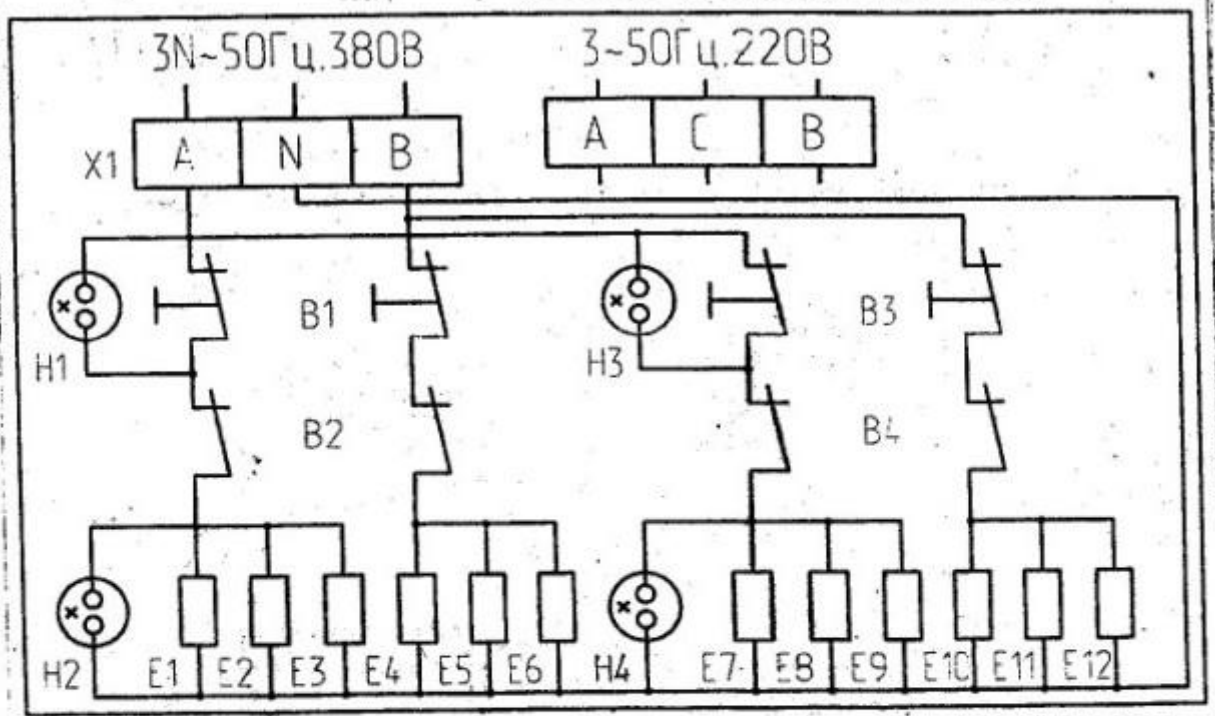 3N~50Гц.380В 3~50Гц.220В
X1 A N B A C B
B1 B3
H1 H3
B2 B4
H2 E1 E2 E3 E4 E5 E6 H4 E7 E8 E9 E10 E11 E12